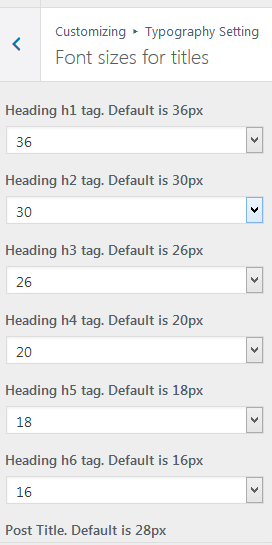 Customizing ▸ Typography Setting
Font sizes for titles
Heading h1 tag. Default is 36px
36
Heading h2 tag. Default is 30px
30
Heading h3 tag. Default is 26px
26
Heading h4 tag. Default is 20px
20
Heading h5 tag. Default is 18px
18
Heading h6 tag. Default is 16px
16
Post Title. Default is 28px